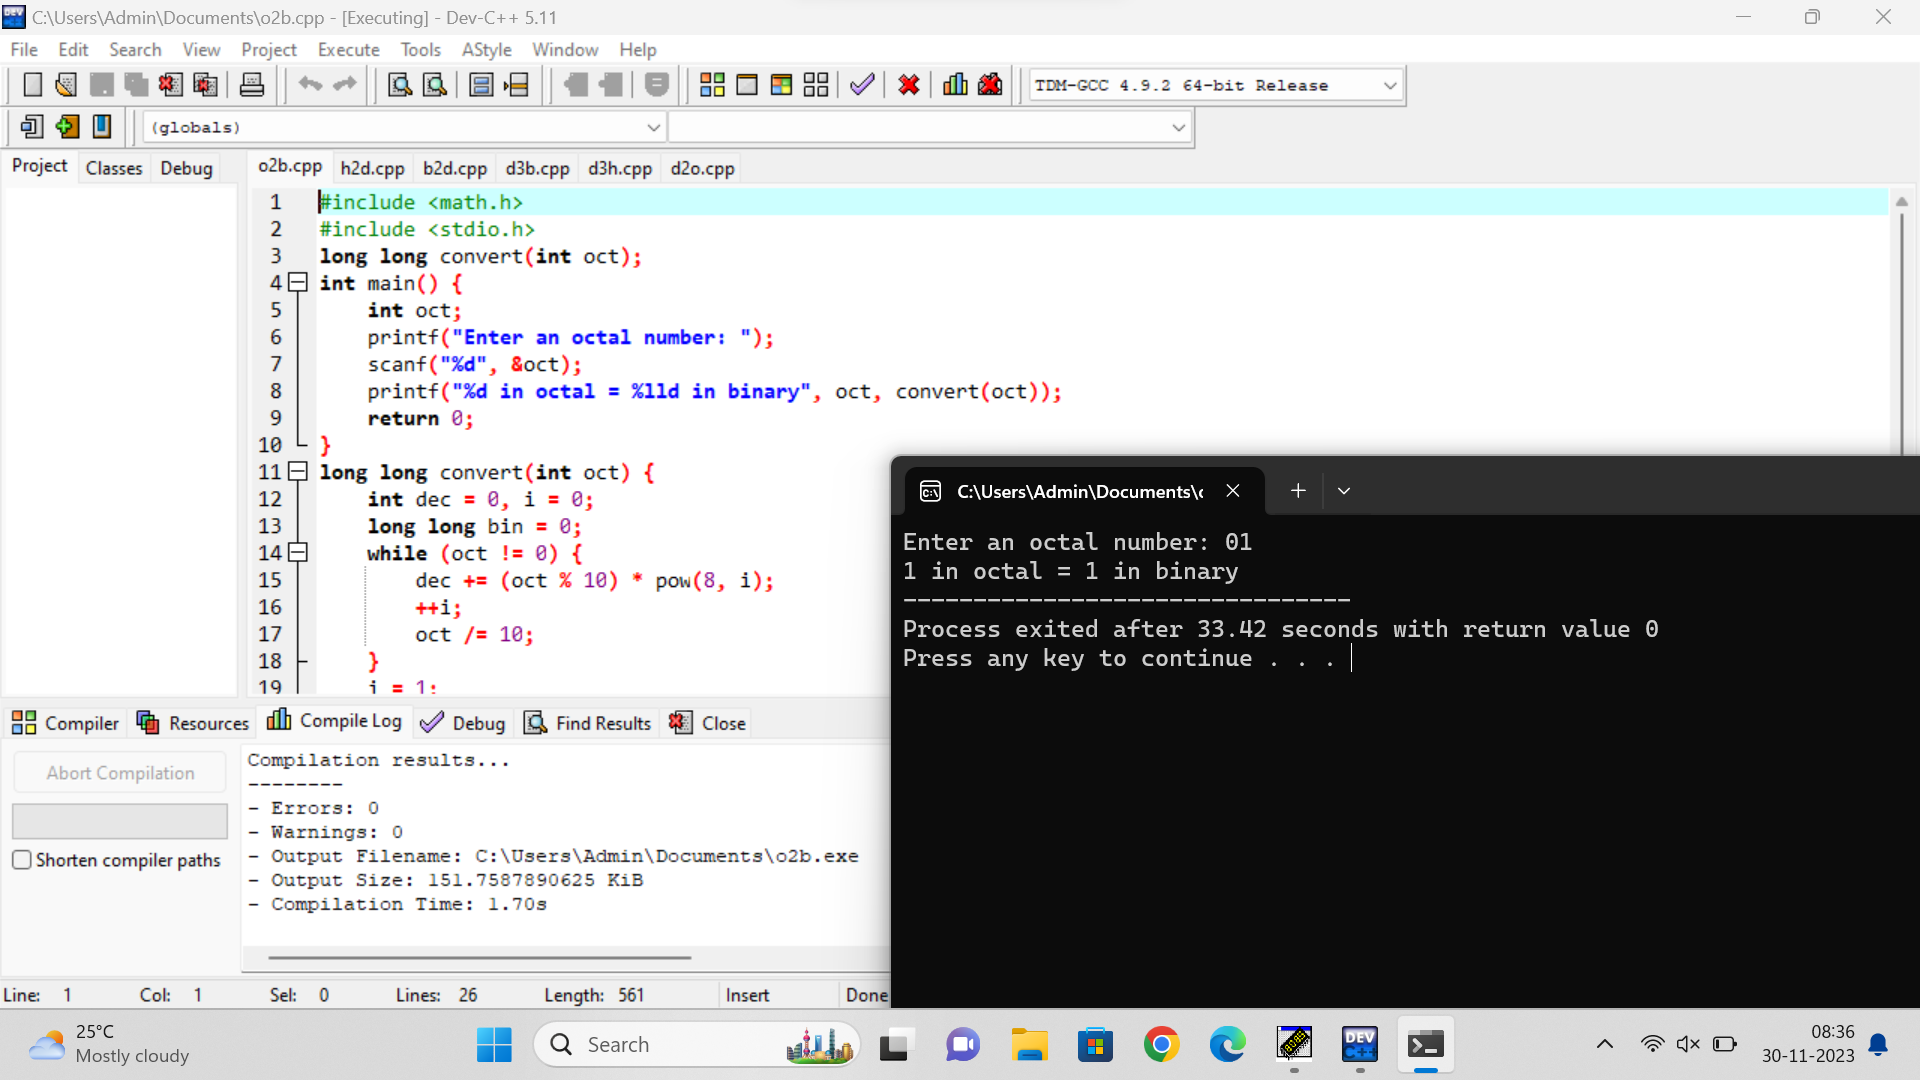 C:\Users\Admin\Documents\o2b.cpp - [Executing] - Dev-C++ 5.11
File Edit Search View Project Execute Tools AStyle Window Help
TDM-GCC 4.9.2 64-bit Release
(globals)
Project Classes Debug
o2b.cpp h2d.cpp b2d.cpp d3b.cpp d3h.cpp d2o.cpp
1 #include <math.h>
2 #include <stdio.h>
3 long long convert(int oct);
4 int main() {
5 int oct;
6 printf("Enter an octal number: ");
7 scanf("%d", &oct);
8 printf("%d in octal = %lld in binary", oct, convert(oct));
9 return 0;
10 }
11 long long convert(int oct) {
12 int dec = 0, i = 0;
13 long long bin = 0;
14 while (oct != 0) {
15 dec += (oct % 10) * pow(8, i);
16 ++i;
17 oct /= 10;
18 }
19 i = 1;
C:\Users\Admin\Documents\
Enter an octal number: 01
1 in octal = 1 in binary
--------------------------------
Process exited after 33.42 seconds with return value 0
Press any key to continue . . .
Compiler Resources Compile Log Debug Find Results Close
Abort Compilation
Shorten compiler paths
Compilation results...
--------
- Errors: 0
- Warnings: 0
- Output Filename: C:\Users\Admin\Documents\o2b.exe
- Output Size: 151.7587890625 KiB
- Compilation Time: 1.70s
Line: 1 Col: 1 Sel: 0 Lines: 26 Length: 561 Insert Done
25°C
Mostly cloudy
Search
DEV
C++
08:36
30-11-2023